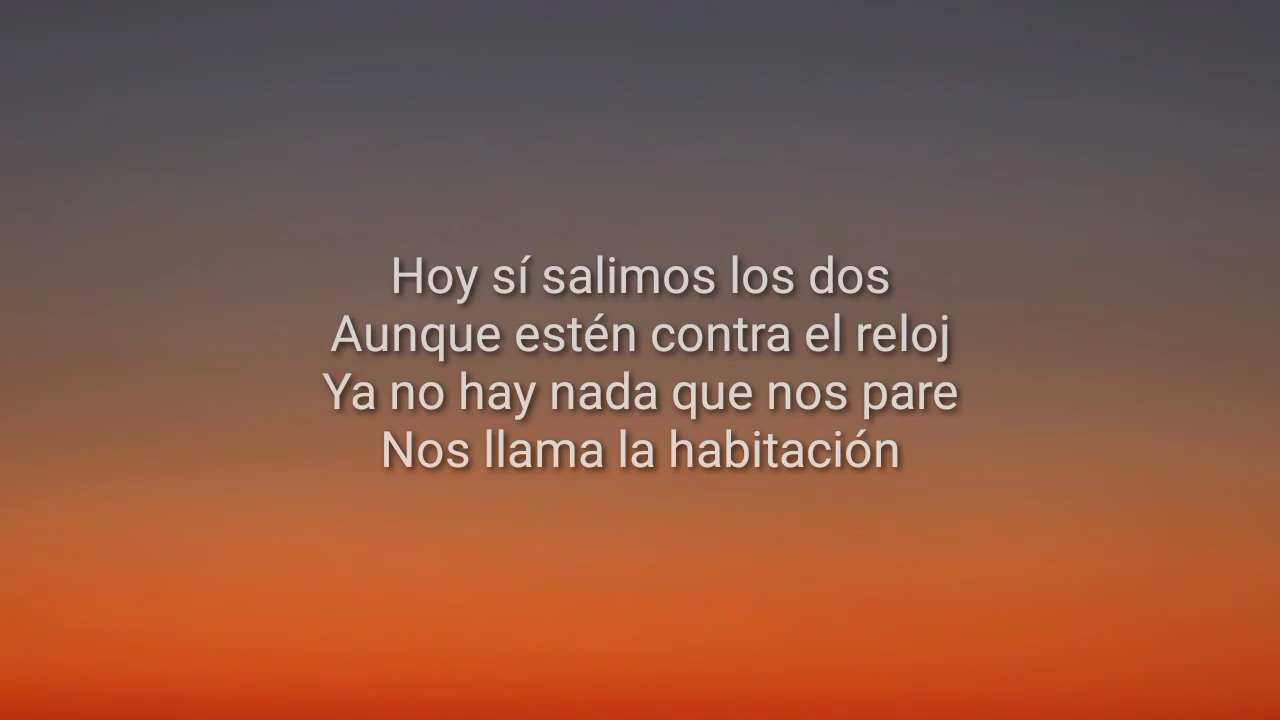 Hoy sí salimos los dos
Aunque estén contra el reloj
Ya no hay nada que nos pare
Nos llama la habitación